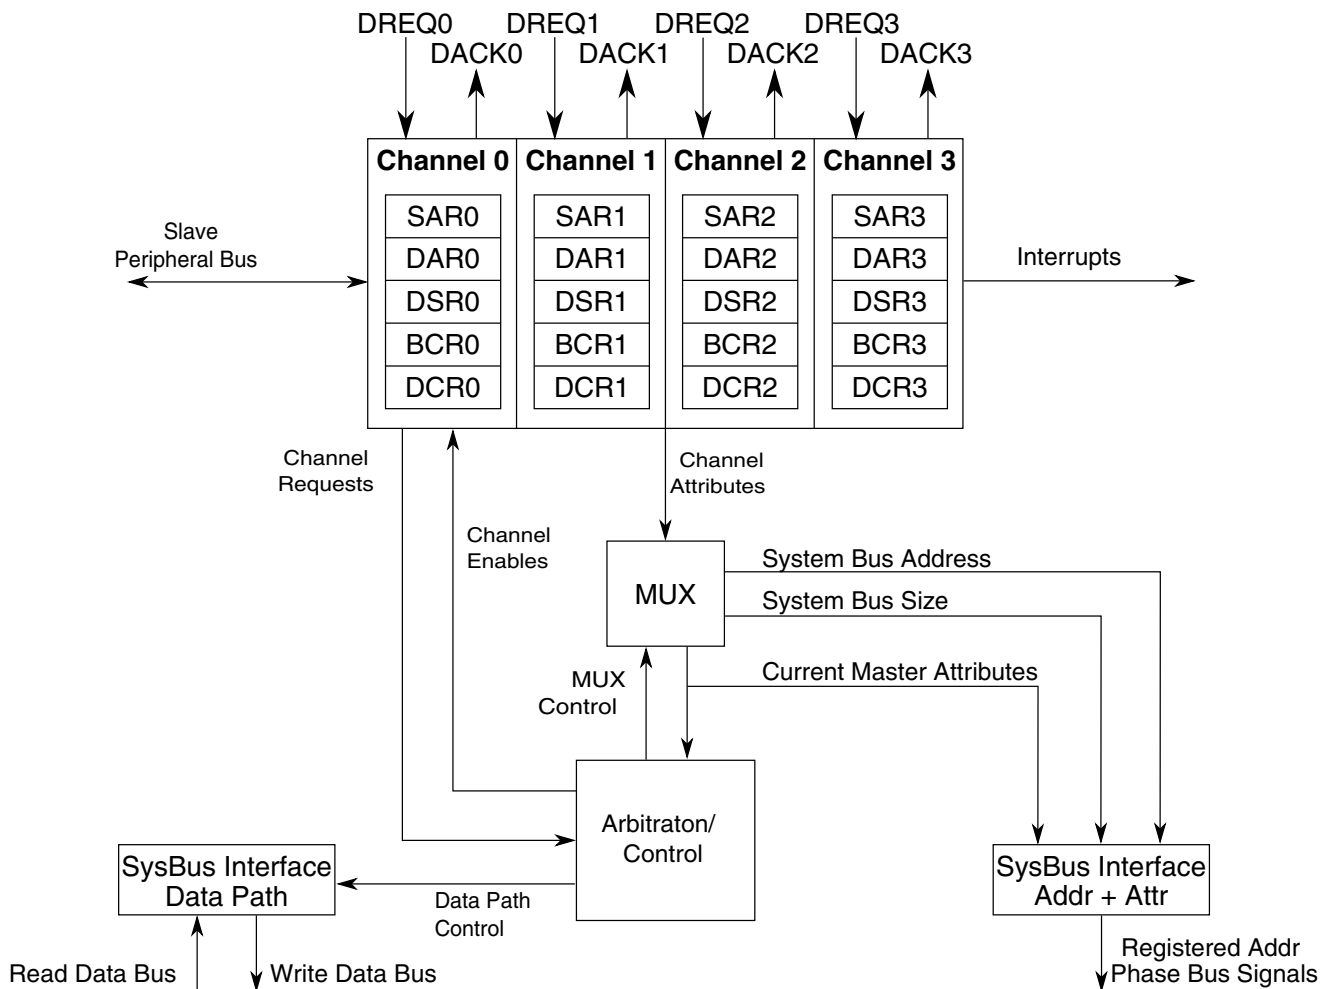 DREQ0 DREQ1 DREQ2 DREQ3
DACK0 DACK1 DACK2 DACK3
Channel 0 Channel 1 Channel 2 Channel 3
SAR0 SAR1 SAR2 SAR3
Slave
Peripheral Bus
DAR0 DAR1 DAR2 DAR3
Interrupts
DSR0 DSR1 DSR2 DSR3
BCR0 BCR1 BCR2 BCR3
DCR0 DCR1 DCR2 DCR3
Channel
Requests
Channel
Attributes
Channel
Enables
MUX
System Bus Address
System Bus Size
Current Master Attributes
MUX
Control
Arbitraton/
Control
SysBus Interface
Data Path
Data Path
Control
SysBus Interface
Addr + Attr
Read Data Bus
Write Data Bus
Registered Addr
Phase Bus Signals